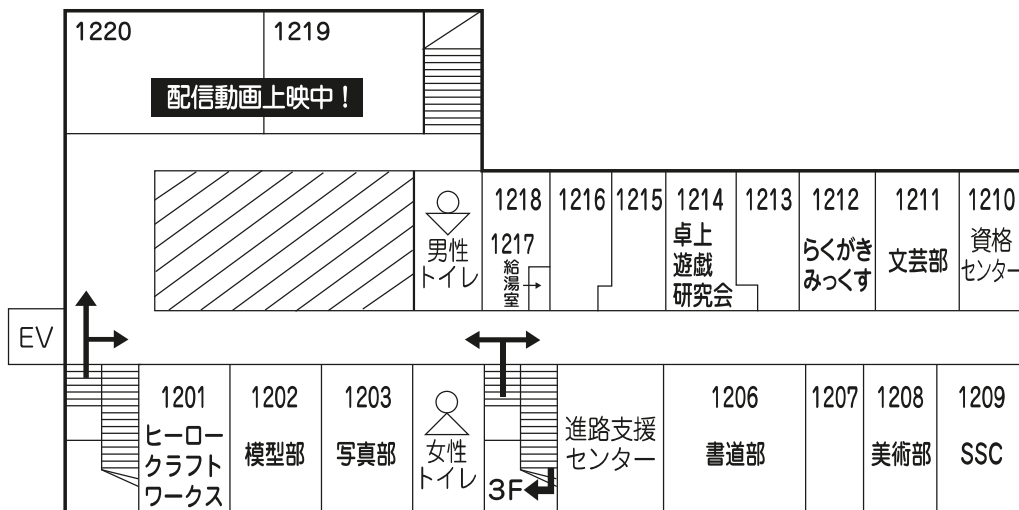 1220
1219
配信動画上映中！
1218
1217
給湯室
1216
1215
1214
卓上
遊戯
研究会
1213
1212
らくがき
みっくす
1211
文芸部
1210
資格
センター
男性
トイレ
EV
1201
ヒーロー
クラフト
ワークス
1202
模型部
1203
写真部
女性
トイレ
3F
進路支援
センター
1206
書道部
1207
1208
美術部
1209
SSC